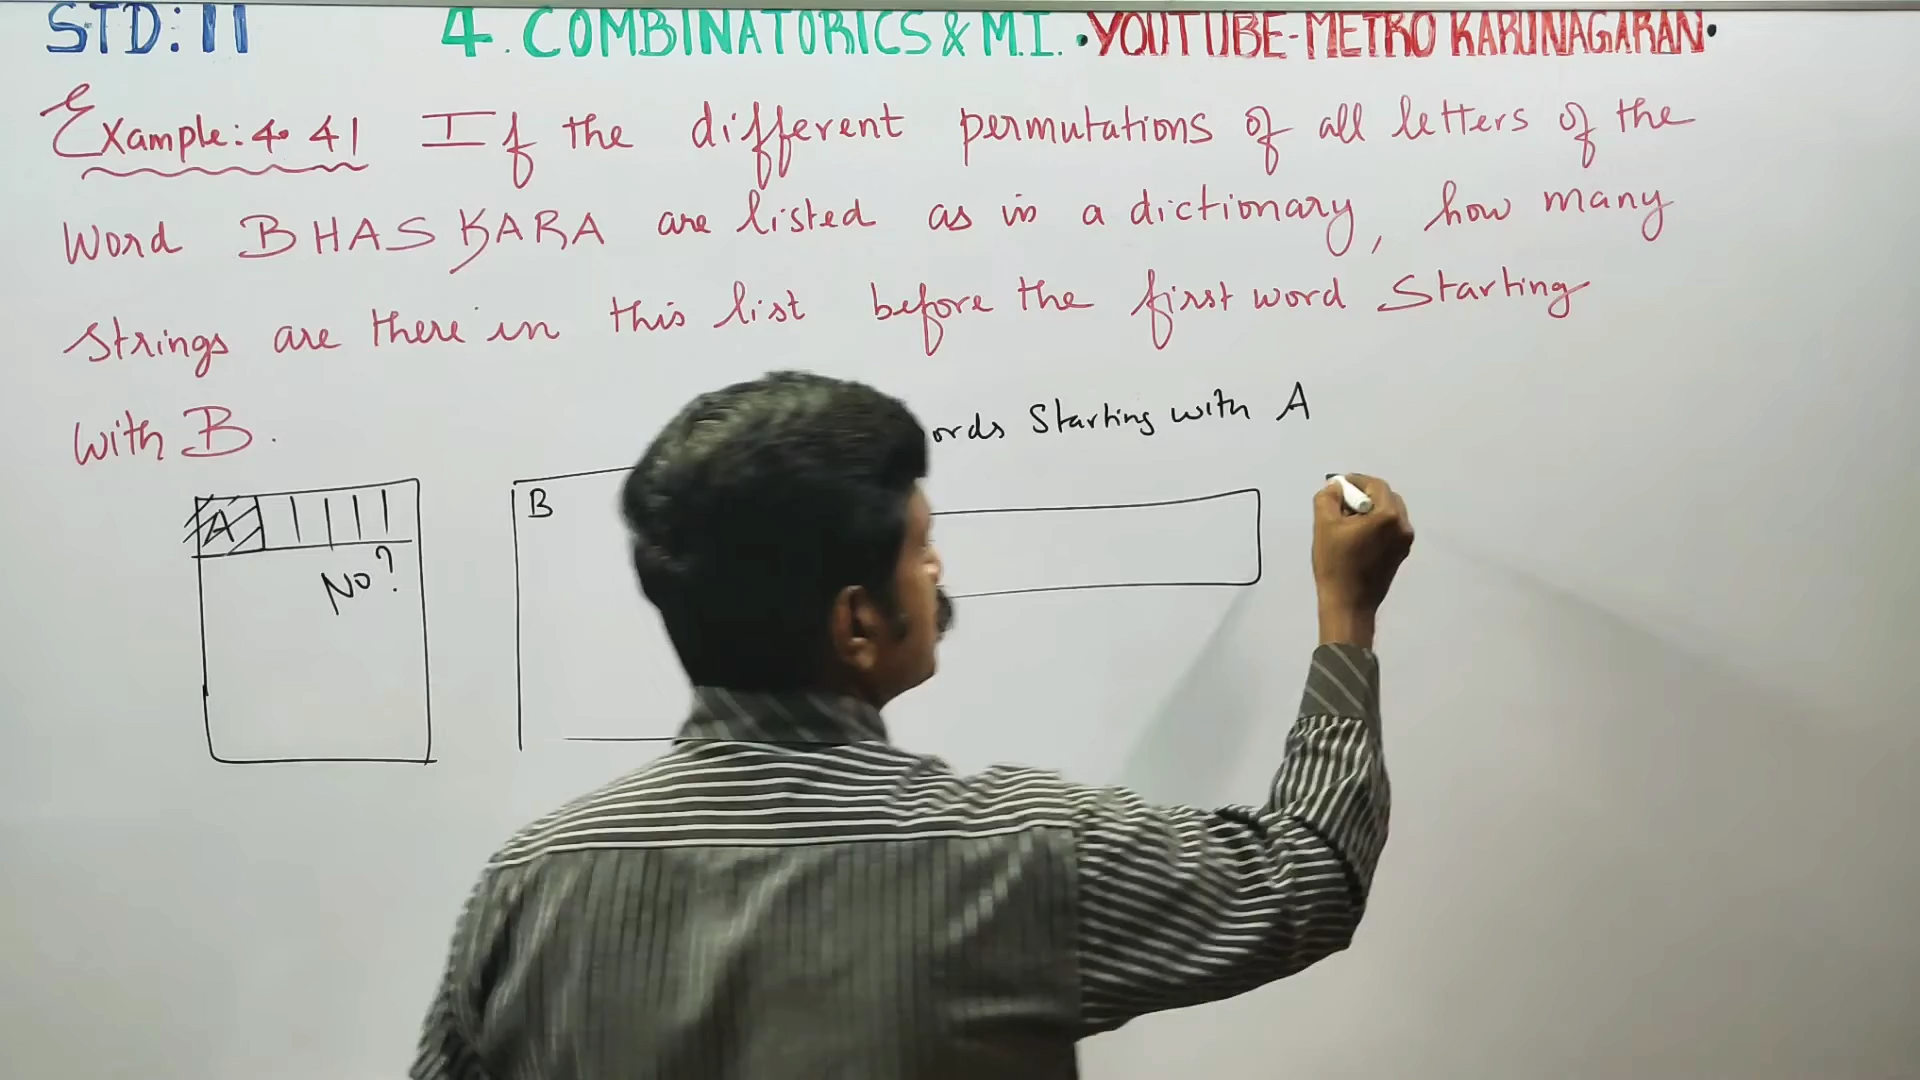 STD: 11 4. COMBINATORICS & M.I. • YOUTUBE-METRO KARUNAGARAN •
Example: 4.41 If the different permutations of all letters of the
Word BHASKARA are listed as in a dictionary, how many
strings are there in this list before the first word starting
with B.
ords Starting with A
A
B
No?